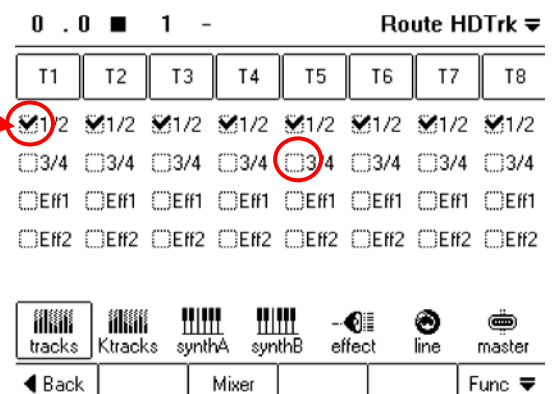 0 . 0 ■ 1 - Route HDTrk
T1 T2 T3 T4 T5 T6 T7 T8
1/2 1/2 1/2 1/2 1/2 1/2 1/2 1/2
3/4 3/4 3/4 3/4 3/4 3/4 3/4 3/4
Eff1 Eff1 Eff1 Eff1 Eff1 Eff1 Eff1 Eff1
Eff2 Eff2 Eff2 Eff2 Eff2 Eff2 Eff2 Eff2
tracks Ktracks synthA synthB effect line master
Back Mixer Func